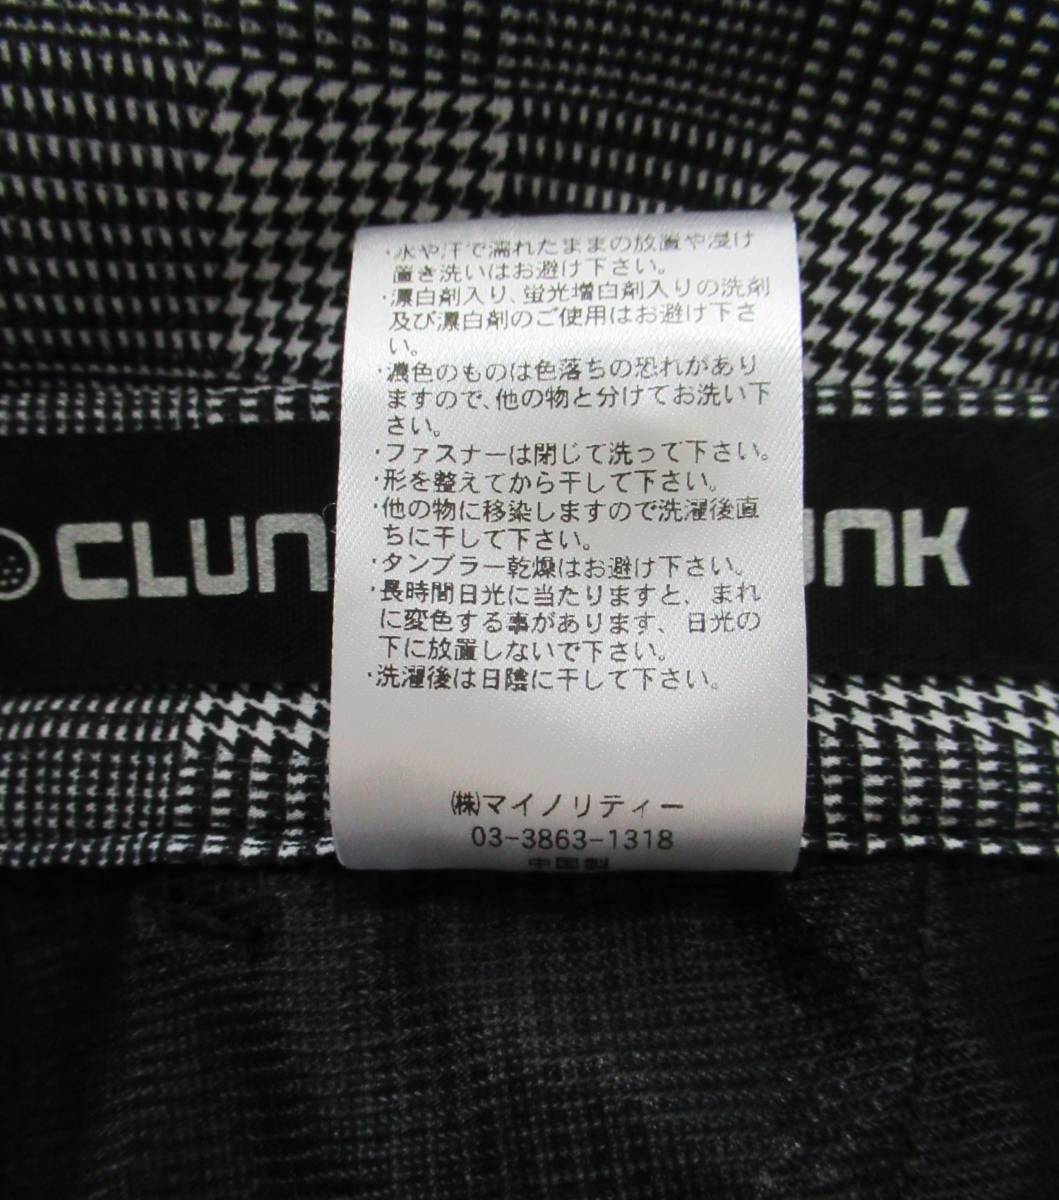 ・水や汗で濡れたままの放置や浸け
置き洗いはお避け下さい。
・漂白剤入り、蛍光増白剤入りの洗剤
及び漂白剤のご使用はお避け下さ
い。
・濃色のものは色落ちの恐れがあり
ますので、他の物と分けてお洗い下
さい。
・ファスナーは閉じて洗って下さい。
・形を整えてから干して下さい。
・他の物に移染しますので洗濯後直
ちに干して下さい。
・タンブラー乾燥はお避け下さい。
・長時間日光に当たりますと、まれ
に変色する事があります、日光の
下に放置しないで下さい。
・洗濯後は日陰に干して下さい。
CLUN
UNK
㈱マイノリティー
03-3863-1318
中国製